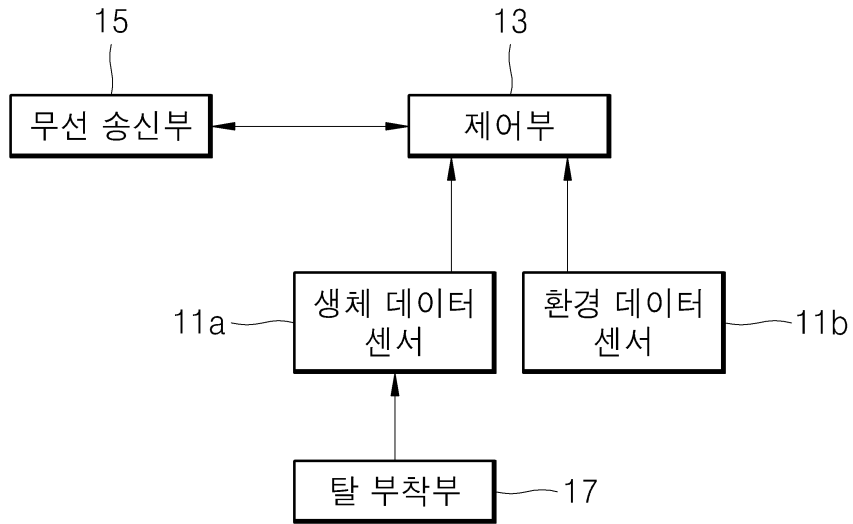 15
13
무선 송신부
제어부
생체 데이터
센서
환경 데이터
센서
11a
11b
탈 부착부
17